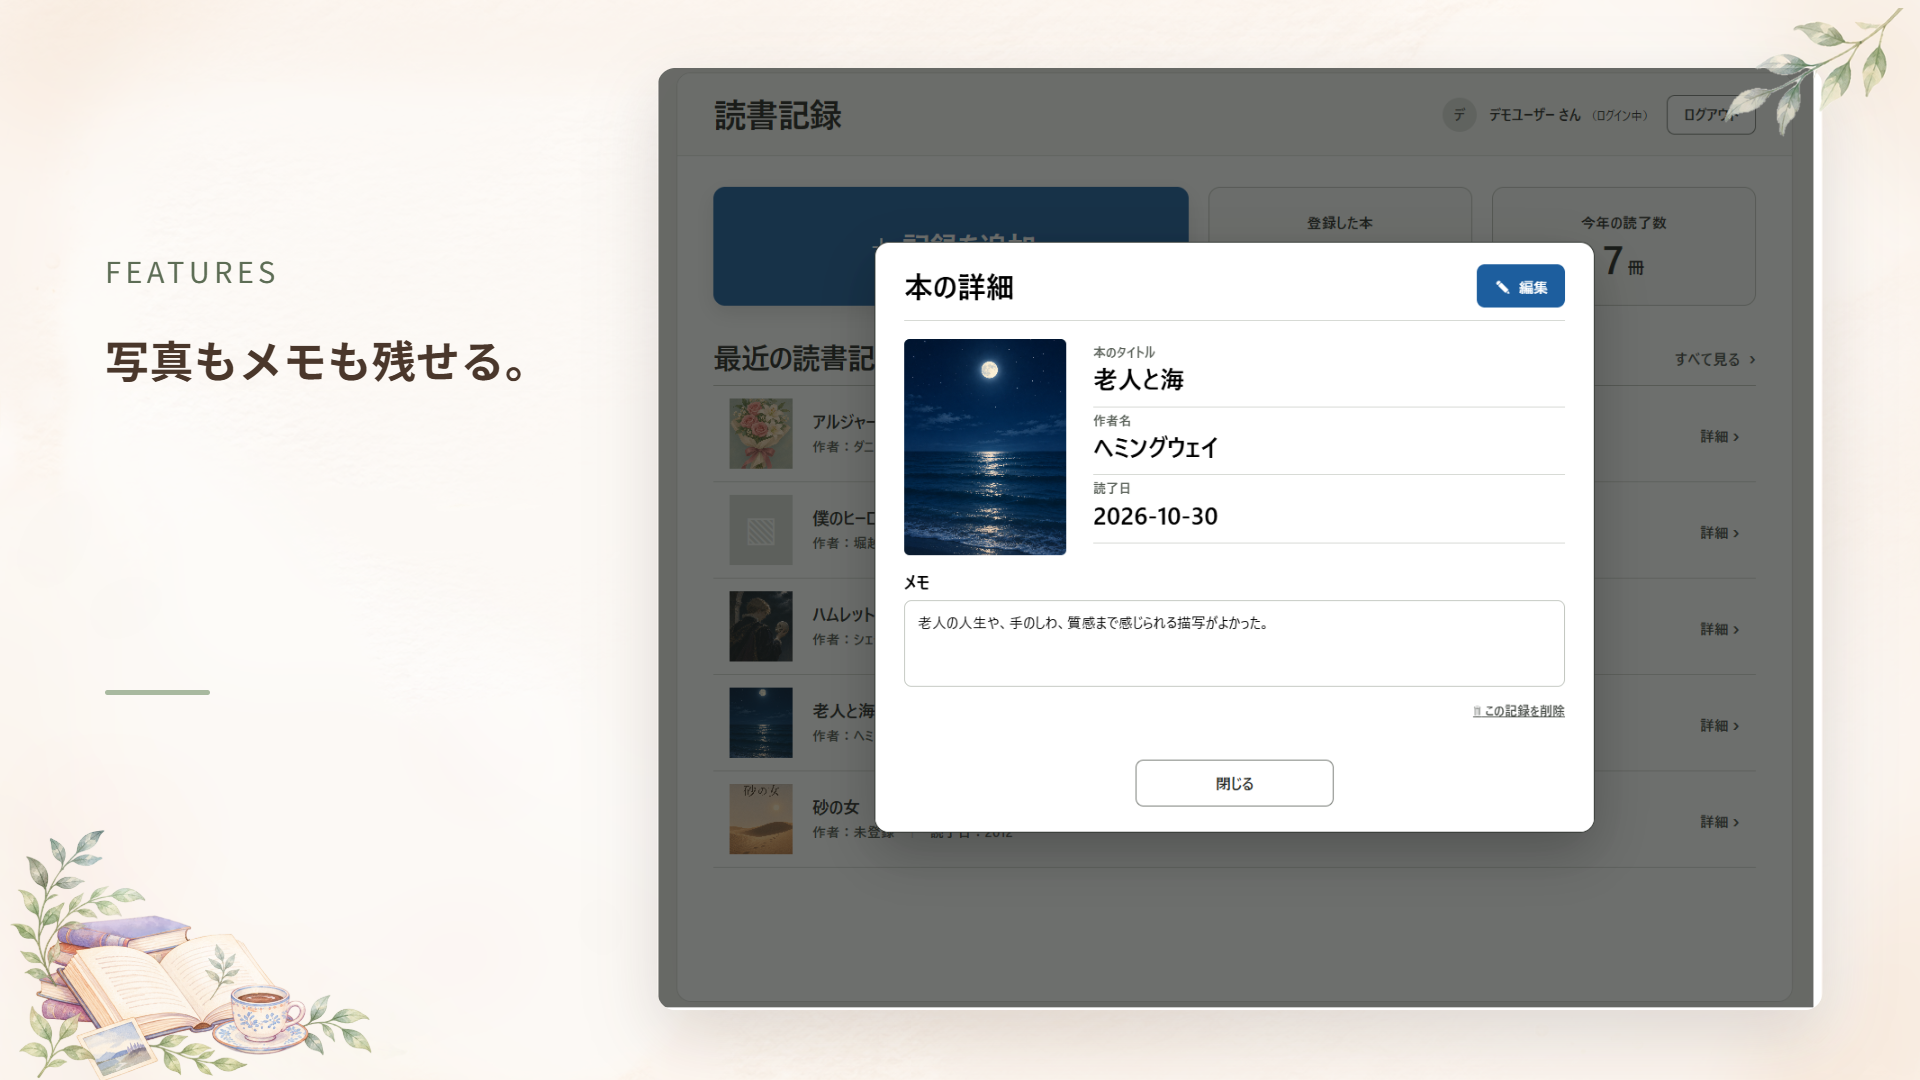 FEATURES
写真もメモも残せる。
読書記録
デ
デモユーザー さん
(ログイン中)
ログアウト
登録した本
今年の読了数
7 冊
本の詳細
編集
本のタイトル
老人と海
作者名
ヘミングウェイ
読了日
2026-10-30
メモ
老人の人生や、手のしわ、質感まで感じられる描写がよかった。
この記録を削除
閉じる
最近の読書記
すべて見る
アルジャー
作者：ダニ
詳細
僕のヒーロ
作者：堀越
詳細
ハムレット
作者：シェ
詳細
老人と海
作者：ヘミ
詳細
砂の女
砂の女
作者：未登録
詳細